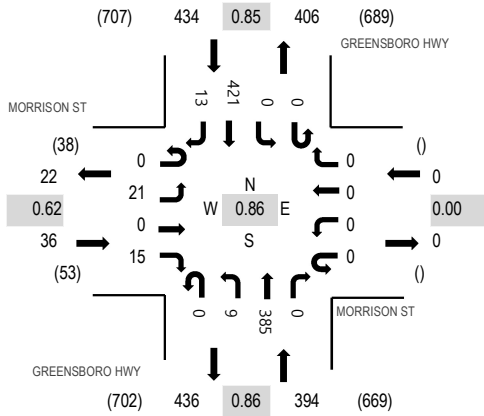 (707) 434 0.85 406 (689)
GREENSBORO HWY
13 421 0 0
MORRISON ST
(38)
22
0.62
36
(53)
0
21
0
15
N
W 0.86 E
S
0
0
0
0
()
0
0.00
0
()
0 9 385 0
MORRISON ST
GREENSBORO HWY
(702) 436 0.86 394 (669)